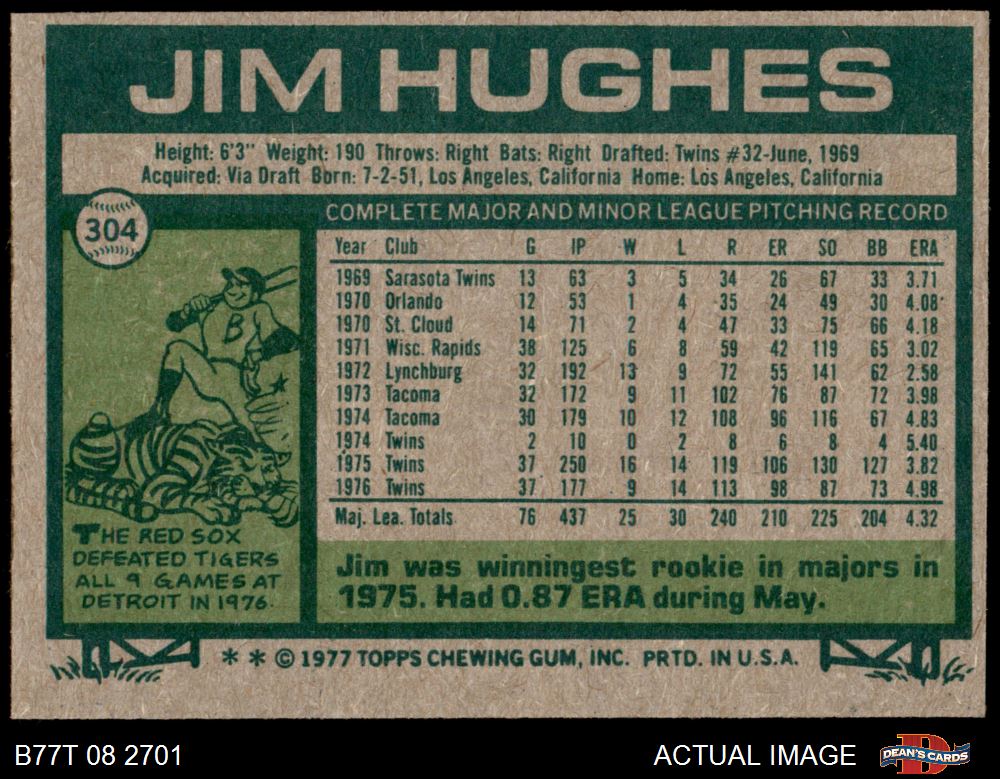 JIM HUGHES
Height: 6'3" Weight: 190 Throws: Right Bats: Right Drafted: Twins #32-June, 1969
Acquired: Via Draft Born: 7-2-51, Los Angeles, California Home: Los Angeles, California
304
COMPLETE MAJOR AND MINOR LEAGUE PITCHING RECORD
Year Club G IP W L R ER SO BB ERA
1969 Sarasota Twins 13 63 3 5 34 26 67 33 3.71
1970 Orlando 12 53 1 4 35 24 49 30 4.08
1970 St. Cloud 14 71 2 4 47 33 75 66 4.18
1971 Wisc. Rapids 38 125 6 8 59 42 119 65 3.02
1972 Lynchburg 32 192 13 9 72 55 141 62 2.58
1973 Tacoma 32 172 9 11 102 76 87 72 3.98
1974 Tacoma 30 179 10 12 108 96 116 67 4.83
1974 Twins 2 10 0 2 8 6 8 4 5.40
1975 Twins 37 250 16 14 119 106 130 127 3.82
1976 Twins 37 177 9 14 113 98 87 73 4.98
Maj. Lea. Totals 76 437 25 30 240 210 225 204 4.32
B
THE RED SOX
DEFEATED TIGERS
ALL 9 GAMES AT
DETROIT IN 1976.
Jim was winningest rookie in majors in
1975. Had 0.87 ERA during May.
* * © 1977 TOPPS CHEWING GUM, INC. PRTD. IN U.S.A.
B77T 08 2701
ACTUAL IMAGE
D
DEAN'S CARDS